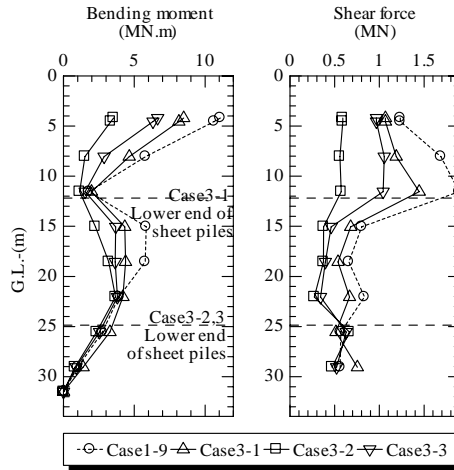 Bending moment
(MN.m)
Shear force
(MN)
0 5 10
0 0.5 1 1.5
5
10
15
20
25
30
G.L.-(m)
Case3-1
Lower end of
sheet piles
Case3-2,3
Lower end
of sheet piles
Case1-9 Case3-1 Case3-2 Case3-3